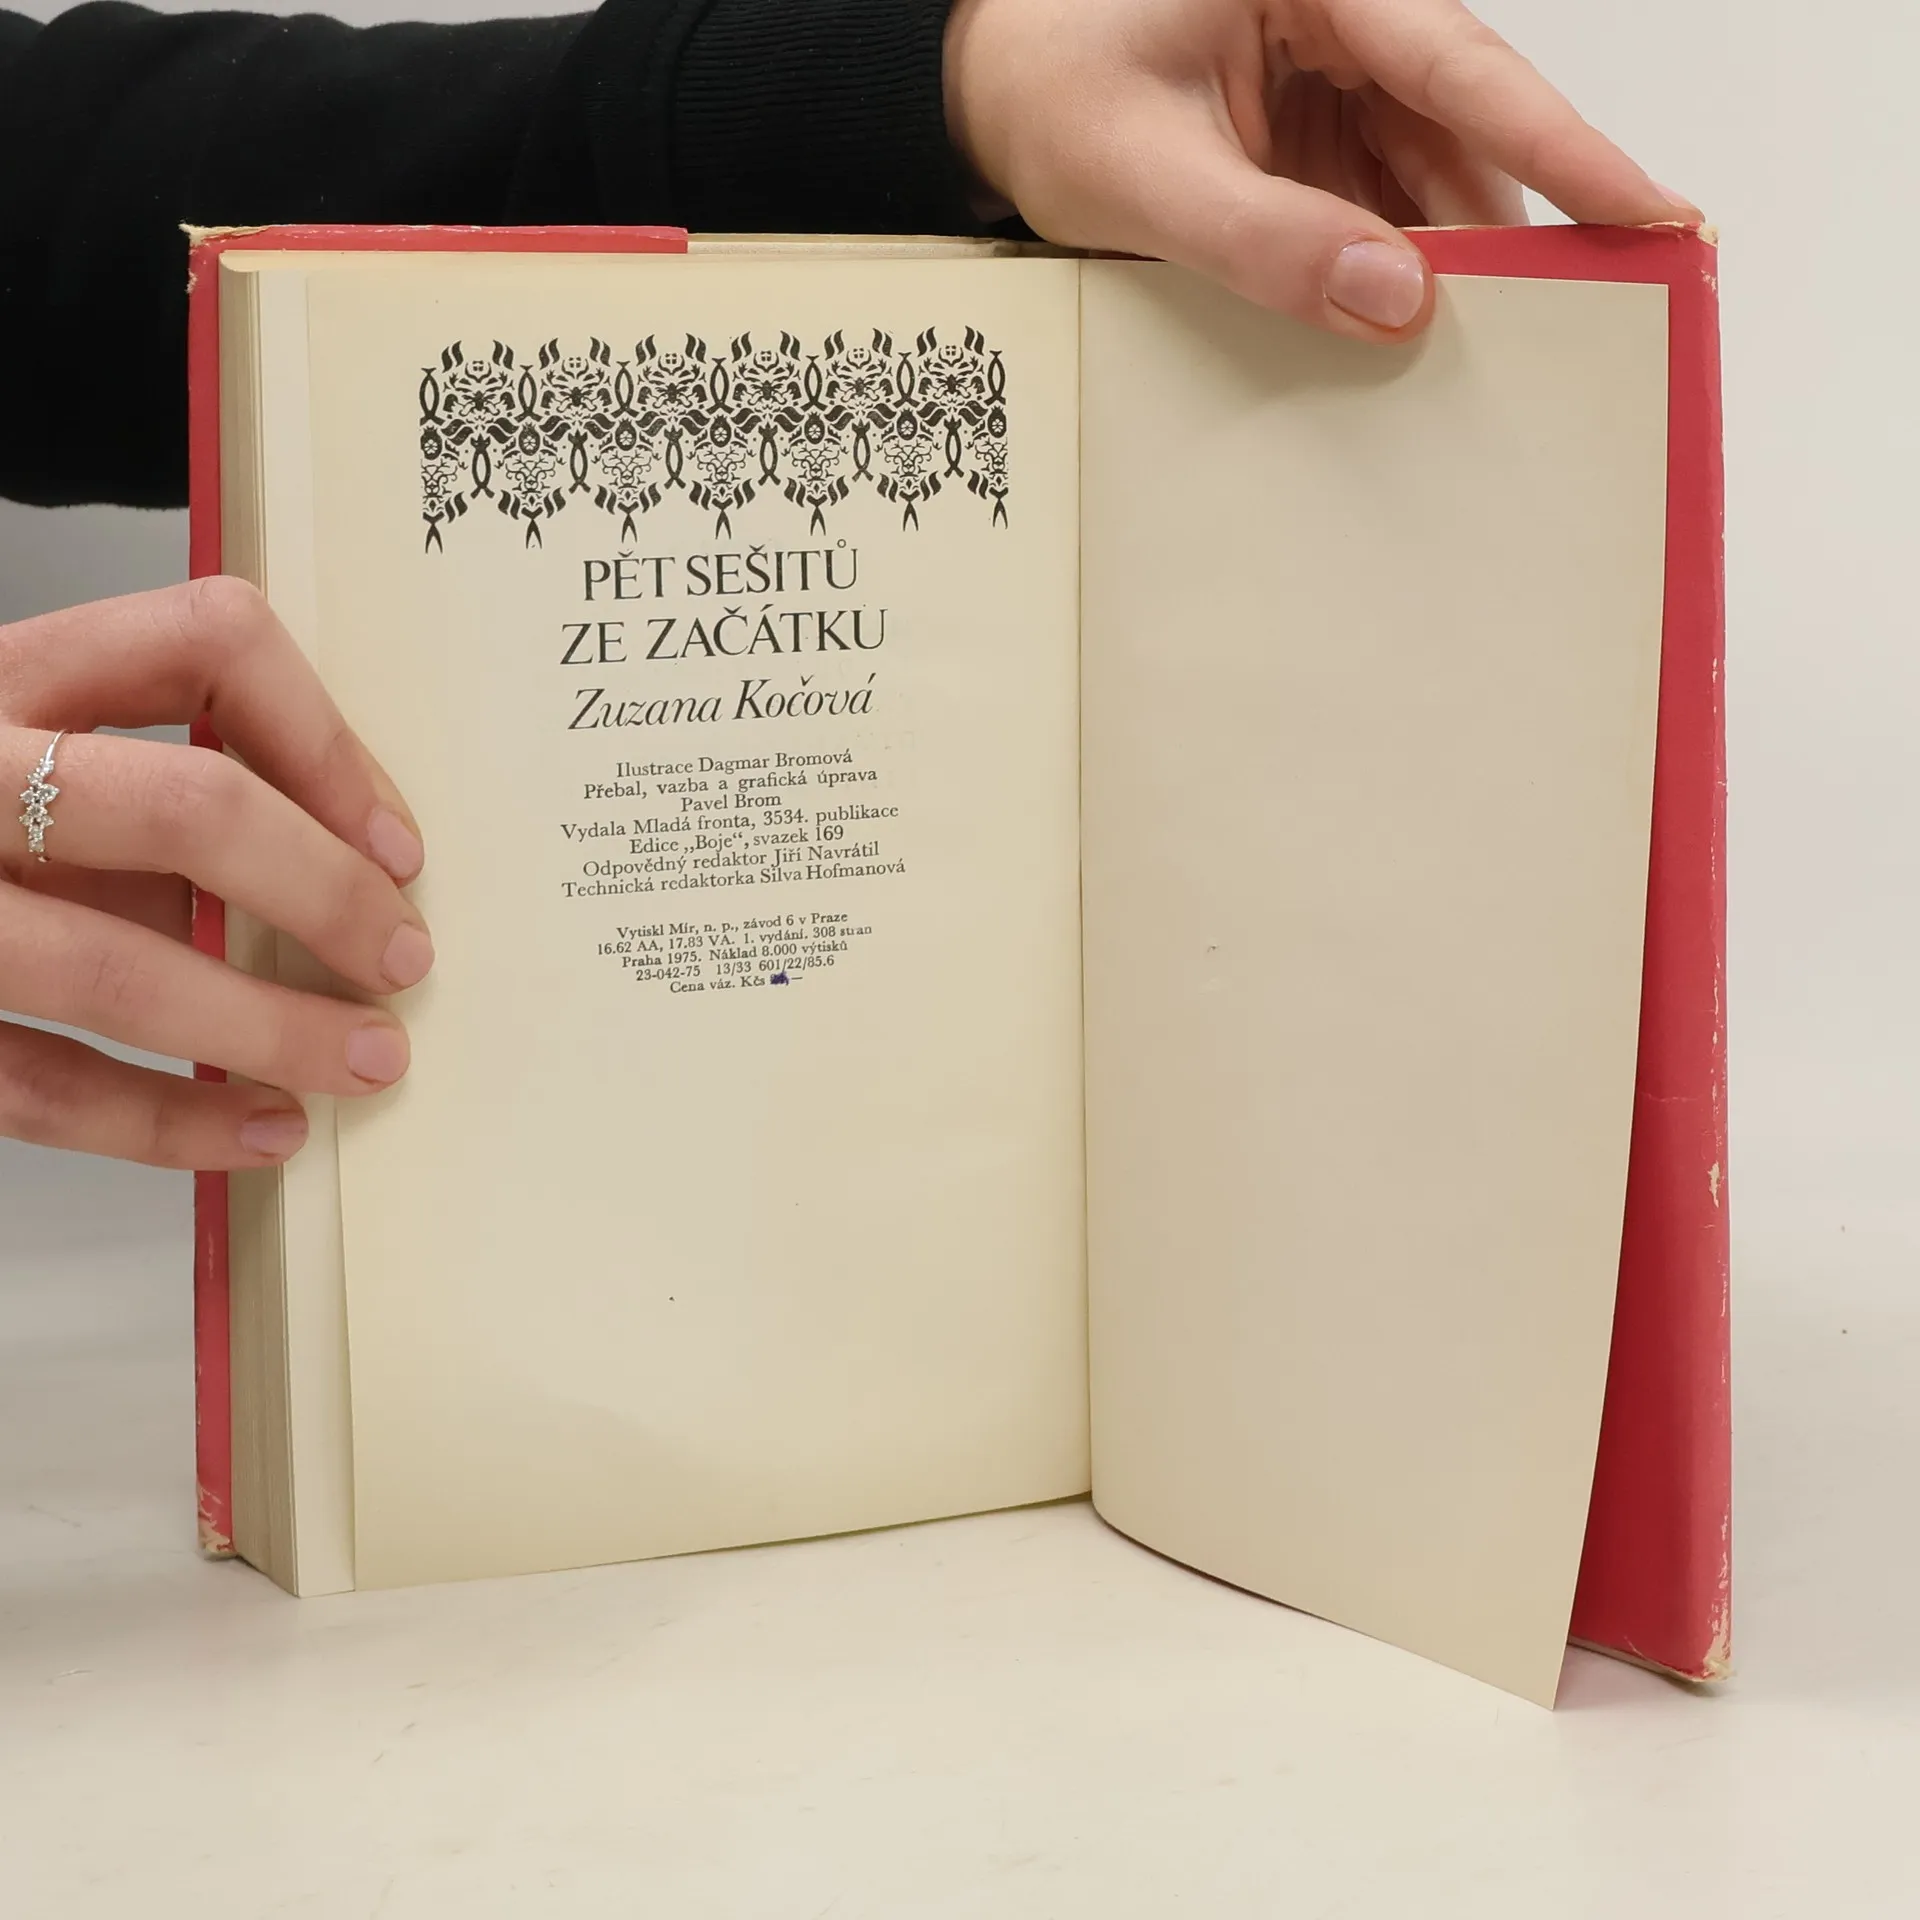 PĚT SEŠITŮ
ZE ZAČÁTKU
Zuzana Kočová
Ilustrace Dagmar Bromová
Přebal, vazba a grafická úprava
Pavel Brom
Vydala Mladá fronta, 3534. publikace
Edice „Boje“, svazek 169
Odpovědný redaktor Jiří Navrátil
Technická redaktorka Silva Hofmanová
Vytiskl Mír, n. p., závod 6 v Praze
16.62 AA, 17.83 VA. 1. vydání. 308 stran
Praha 1975. Náklad 8.000 výtisků
23-042-75 13/33 601/22/85.6
Cena váz. Kčs